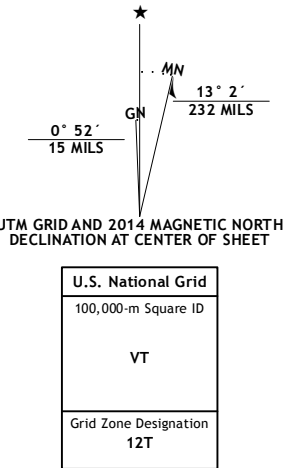 ★
MN
GN
13° 2´
232 MILS
0° 52´
15 MILS
UTM GRID AND 2014 MAGNETIC NORTH
DECLINATION AT CENTER OF SHEET
U.S. National Grid
100,000-m Square ID
VT
Grid Zone Designation
12T